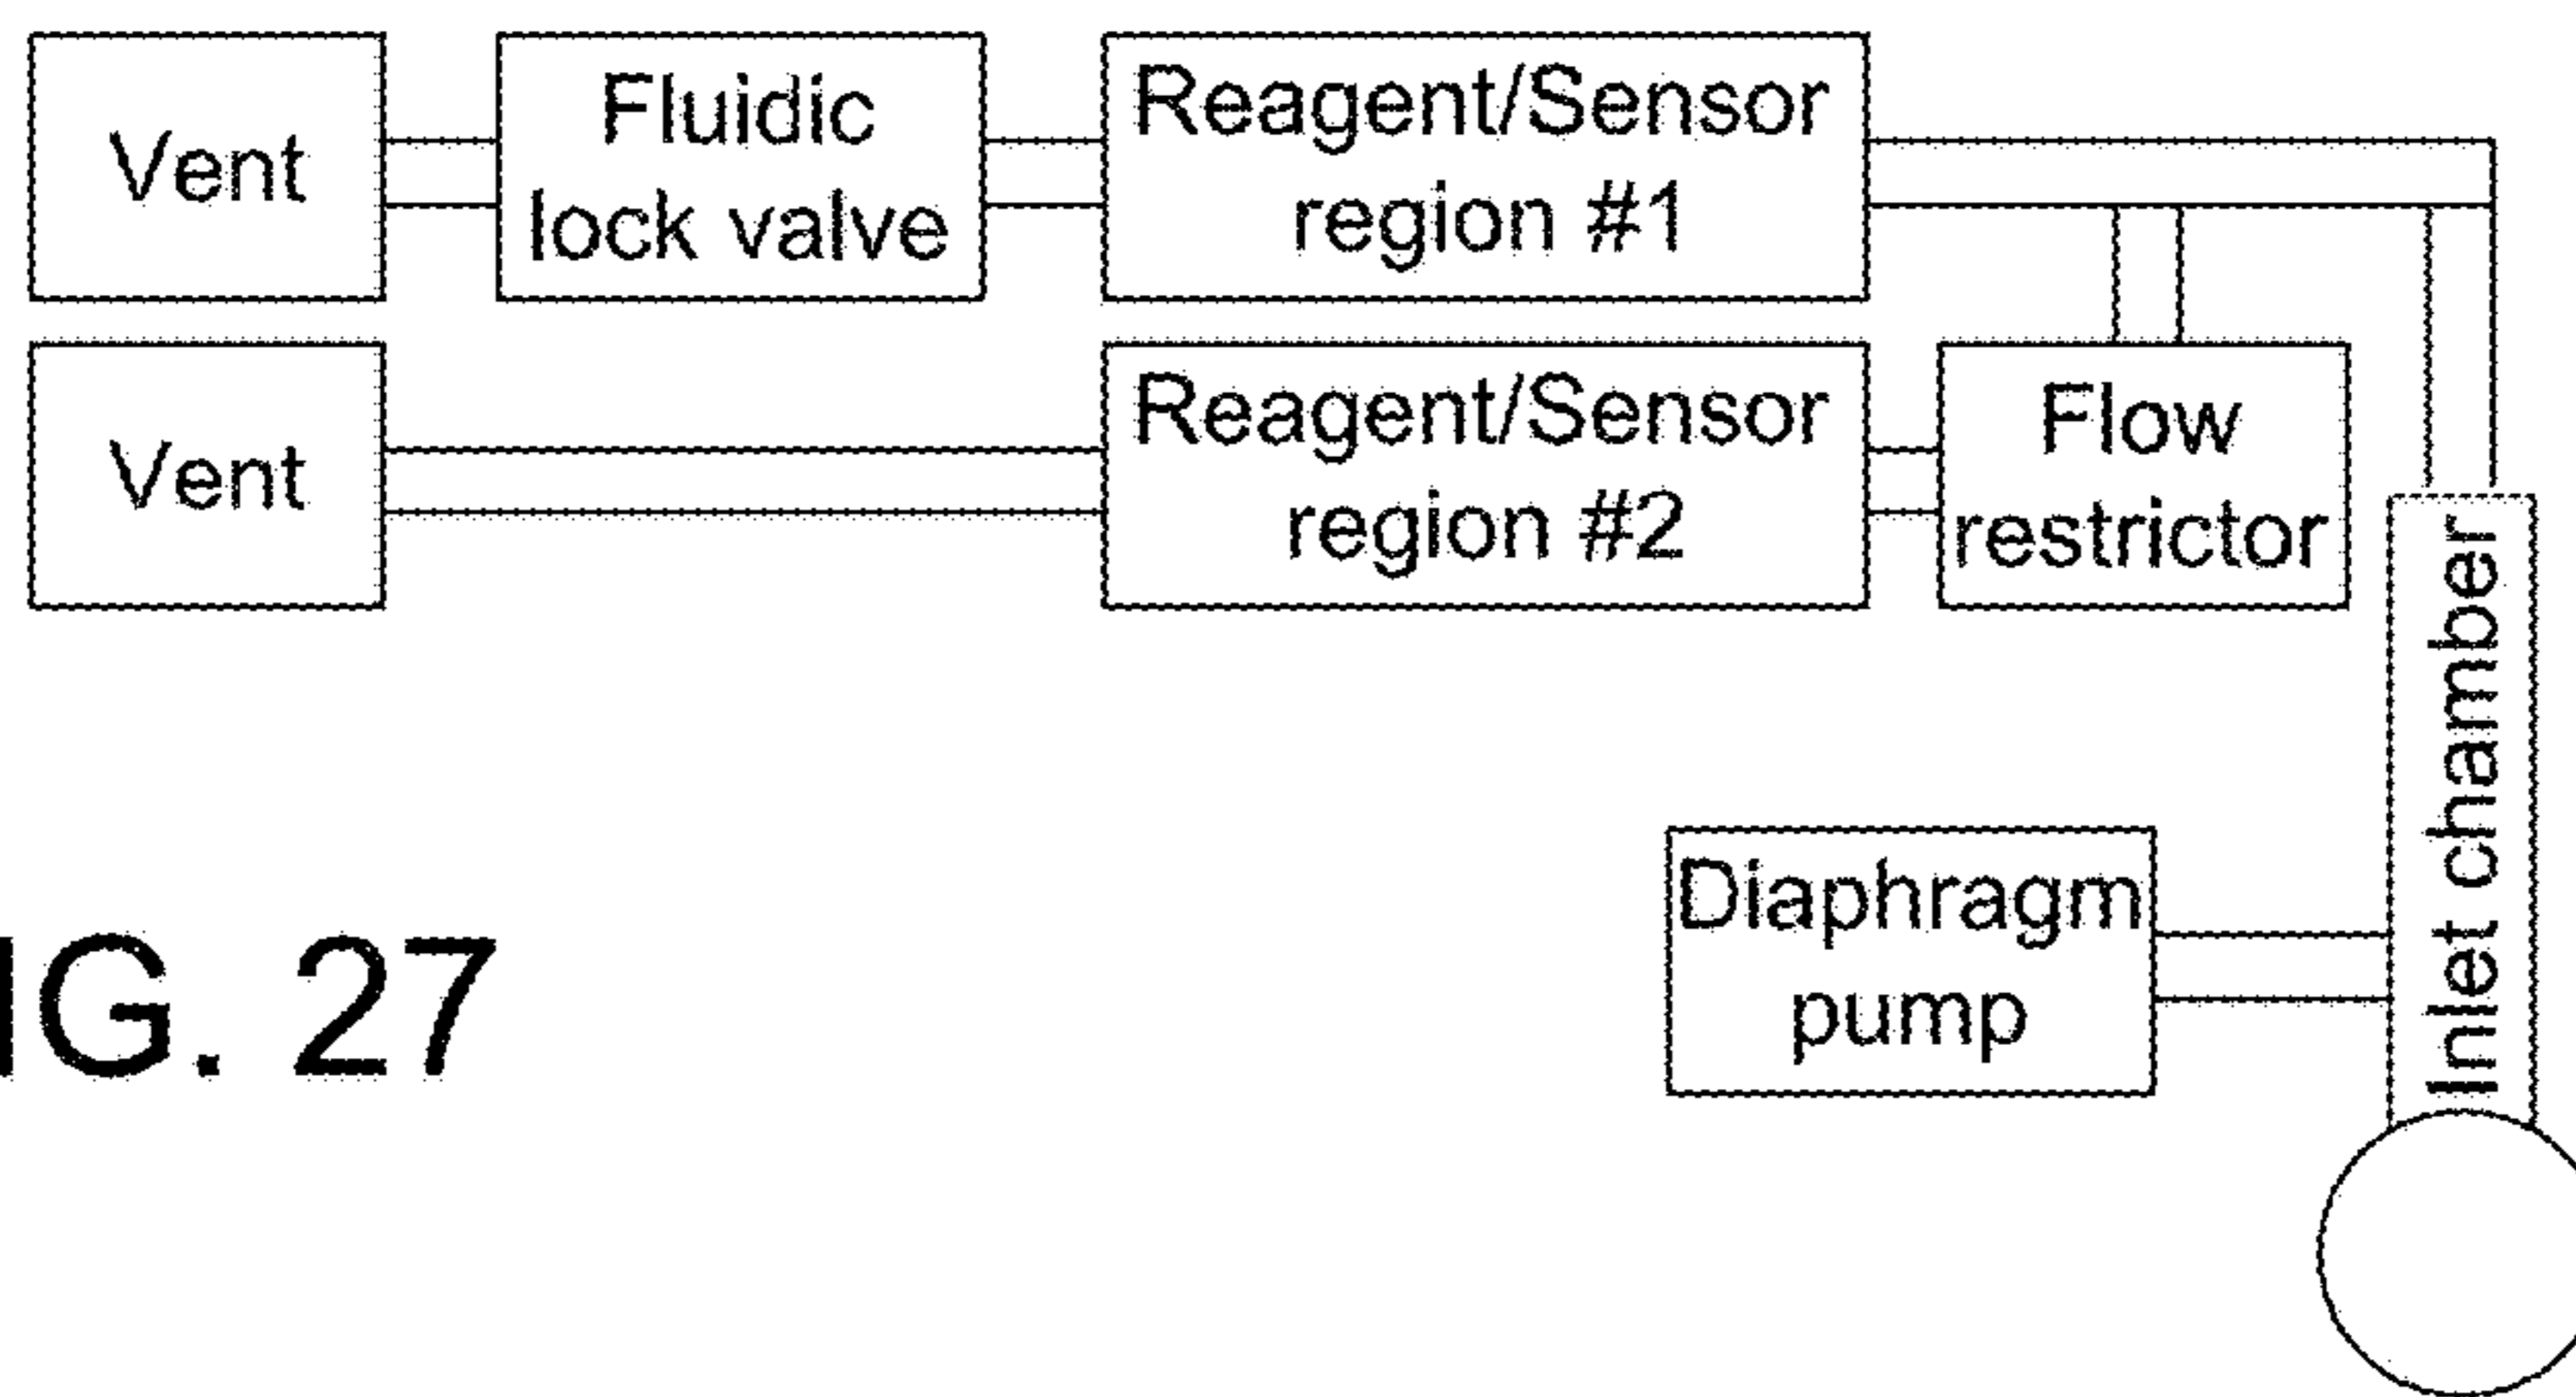 Vent
Fluidic
lock valve
Reagent/Sensor
region #1
Vent
Reagent/Sensor
region #2
Flow
restrictor
Inlet chamber
Diaphragm
pump
IG. 27